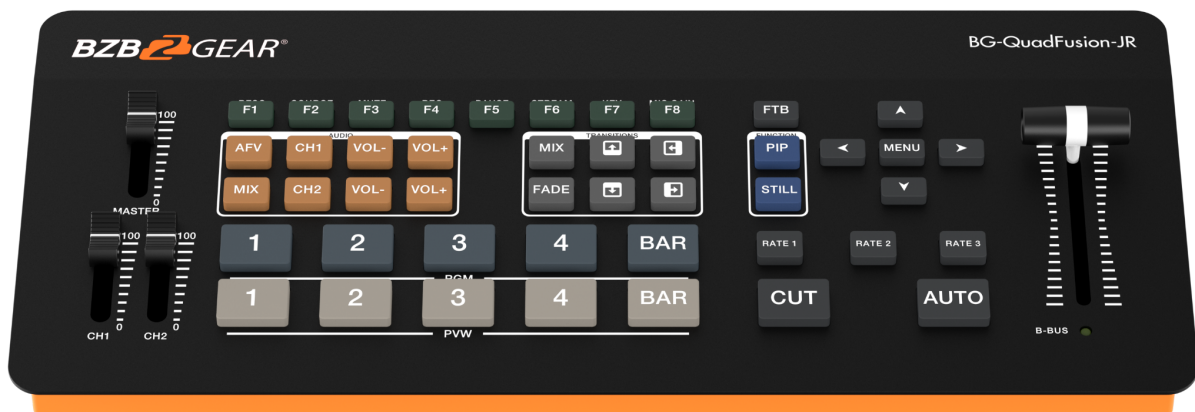 BZB GEAR®
BG-QuadFusion-JR
F1 F2 F3 F4 F5 F6 F7 F8 FTB
100
AUDIO TRANSITIONS FUNCTION
AFV CH1 VOL- VOL+ MIX PIP MENU
MIX CH2 VOL- VOL+ FADE STILL
0
MASTER
100 100
1 2 3 4 BAR RATE 1 RATE 2 RATE 3
PGM
1 2 3 4 BAR CUT AUTO
0 0
CH1 CH2 PVW B-BUS